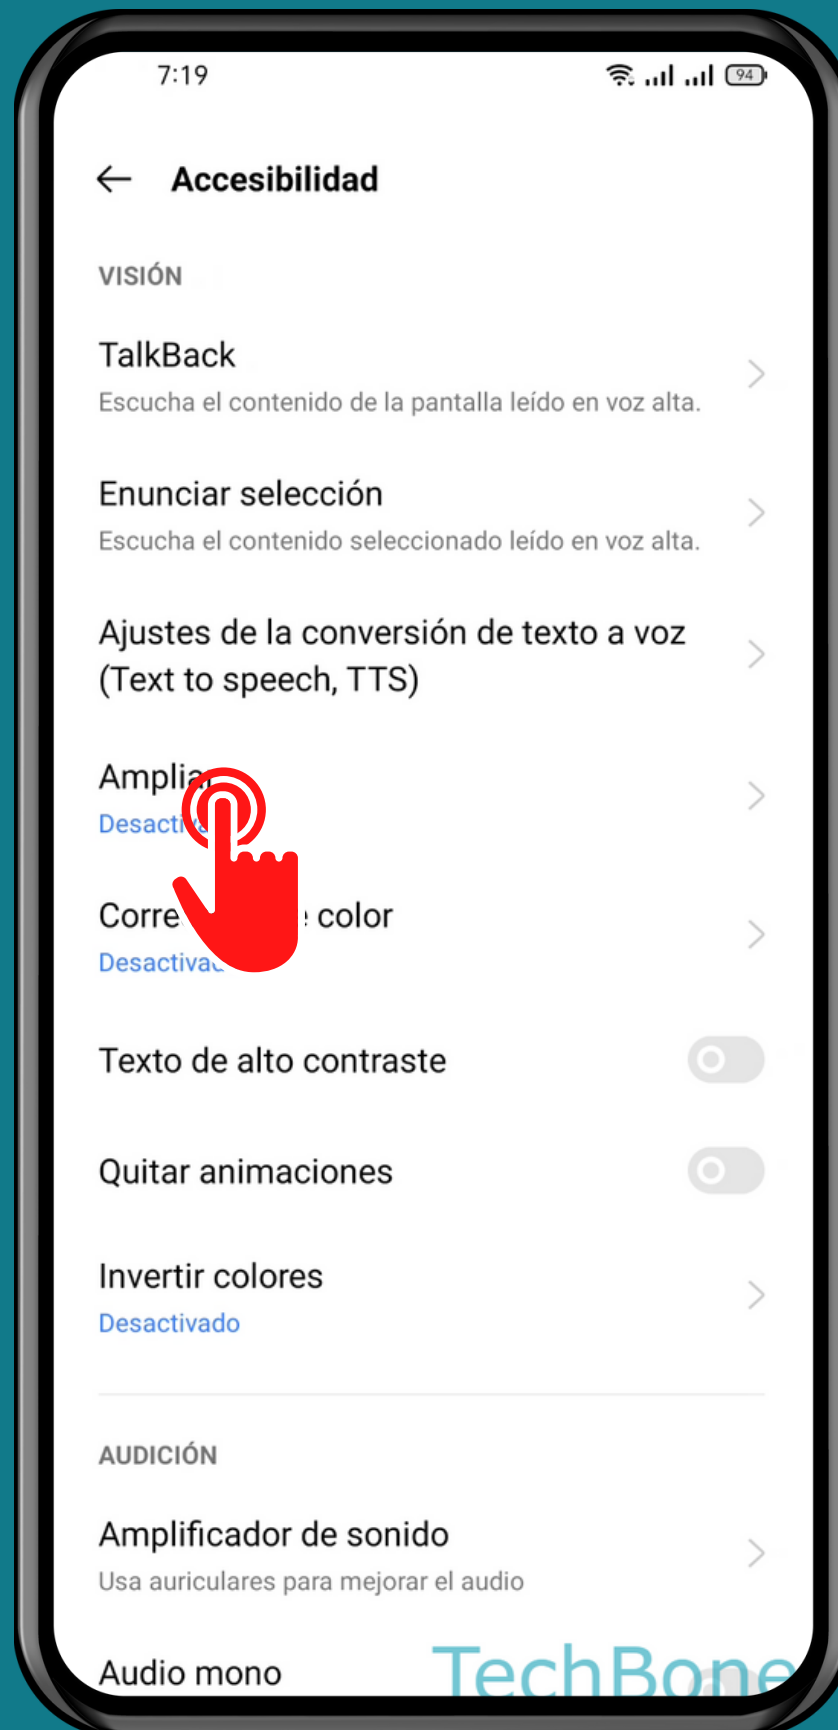 7:19
94
Accesibilidad
VISIÓN
TalkBack
Escucha el contenido de la pantalla leído en voz alta.
Enunciar selección
Escucha el contenido seleccionado leído en voz alta.
Ajustes de la conversión de texto a voz
(Text to speech, TTS)
Ampliar
color
Texto de alto contraste
Quitar animaciones
Invertir colores
Desactivado
AUDICIÓN
Amplificador de sonido
Usa auriculares para mejorar el audio
Audio mono
TechBone